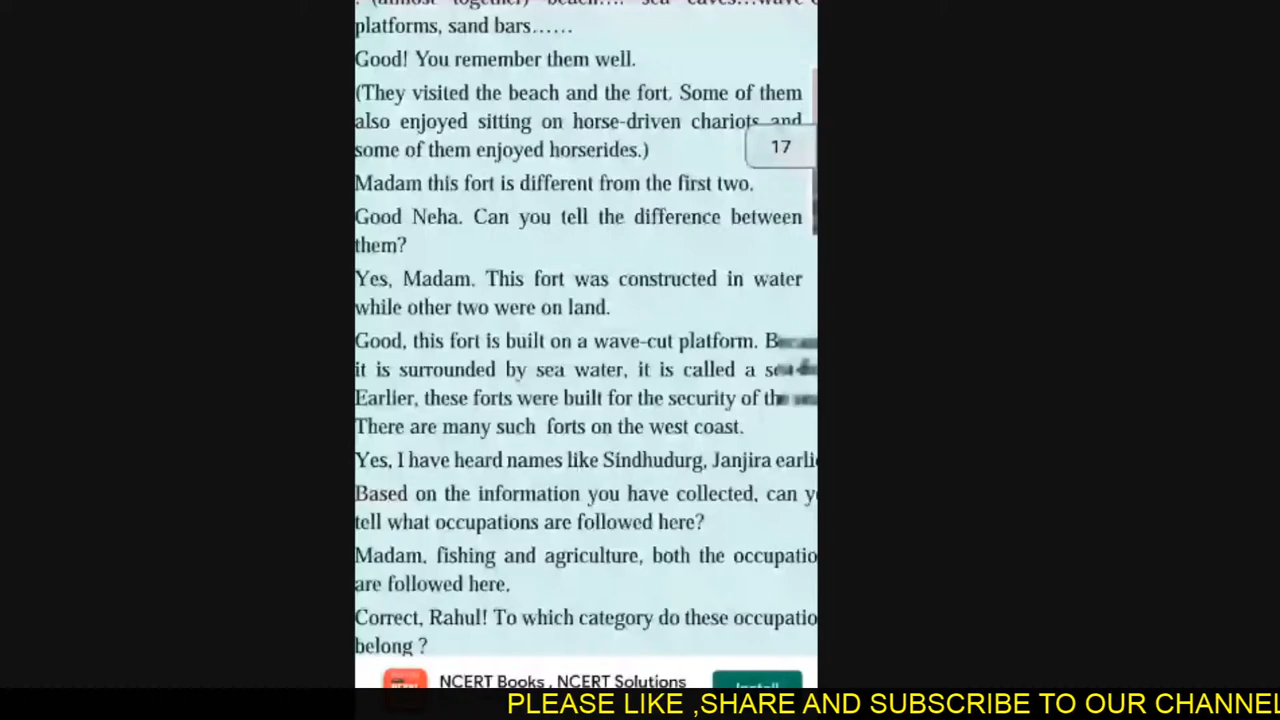 platforms, sand bars……
Good! You remember them well.
(They visited the beach and the fort. Some of them
also enjoyed sitting on horse-driven chariots and
some of them enjoyed horserides.)
17
Madam this fort is different from the first two.
Good Neha. Can you tell the difference between
them?
Yes, Madam. This fort was constructed in water
while other two were on land.
Good, this fort is built on a wave-cut platform.
it is surrounded by sea water, it is called a
Earlier, these forts were built for the security of
There are many such forts on the west coast.
Yes, I have heard names like Sindhudurg, Janjira earli
Based on the information you have collected, can y
tell what occupations are followed here?
Madam, fishing and agriculture, both the occupatio
are followed here.
Correct, Rahul! To which category do these occupatio
belong ?
NCERT Books , NCERT Solutions
Install
PLEASE LIKE ,SHARE AND SUBSCRIBE TO OUR CHANNEL